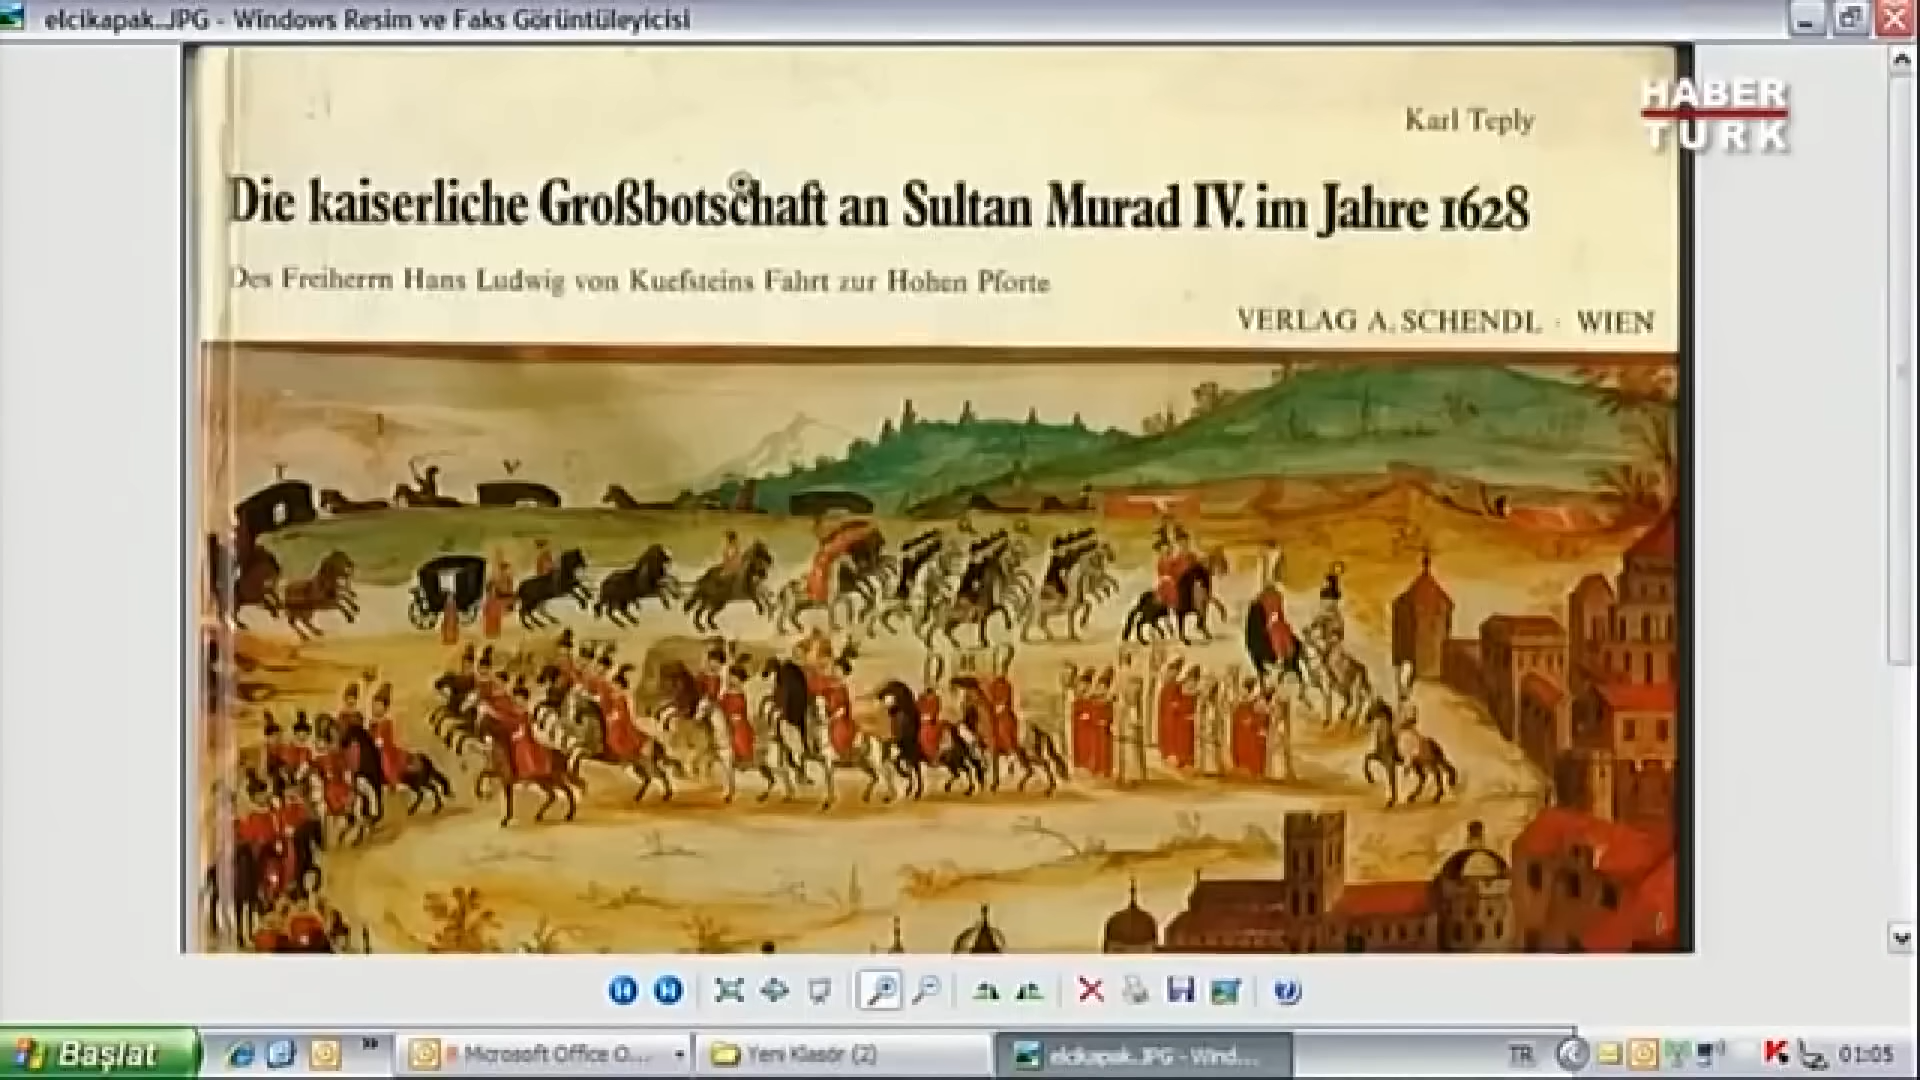 elcikapak.JPG - Windows Resim ve Faks Görüntüleyicisi
HABER
TURK
Karl Teply
Die kaiserliche Großbotschaft an Sultan Murad IV. im Jahre 1628
Des Freiherrn Hans Ludwig von Kuefsteins Fahrt zur Hohen Pforte
VERLAG A. SCHENDL · WIEN
Başlat
»
8 Microsoft Office O...
Yeni Klasör (2)
elcikapak.JPG - Wind...
TR
01:05